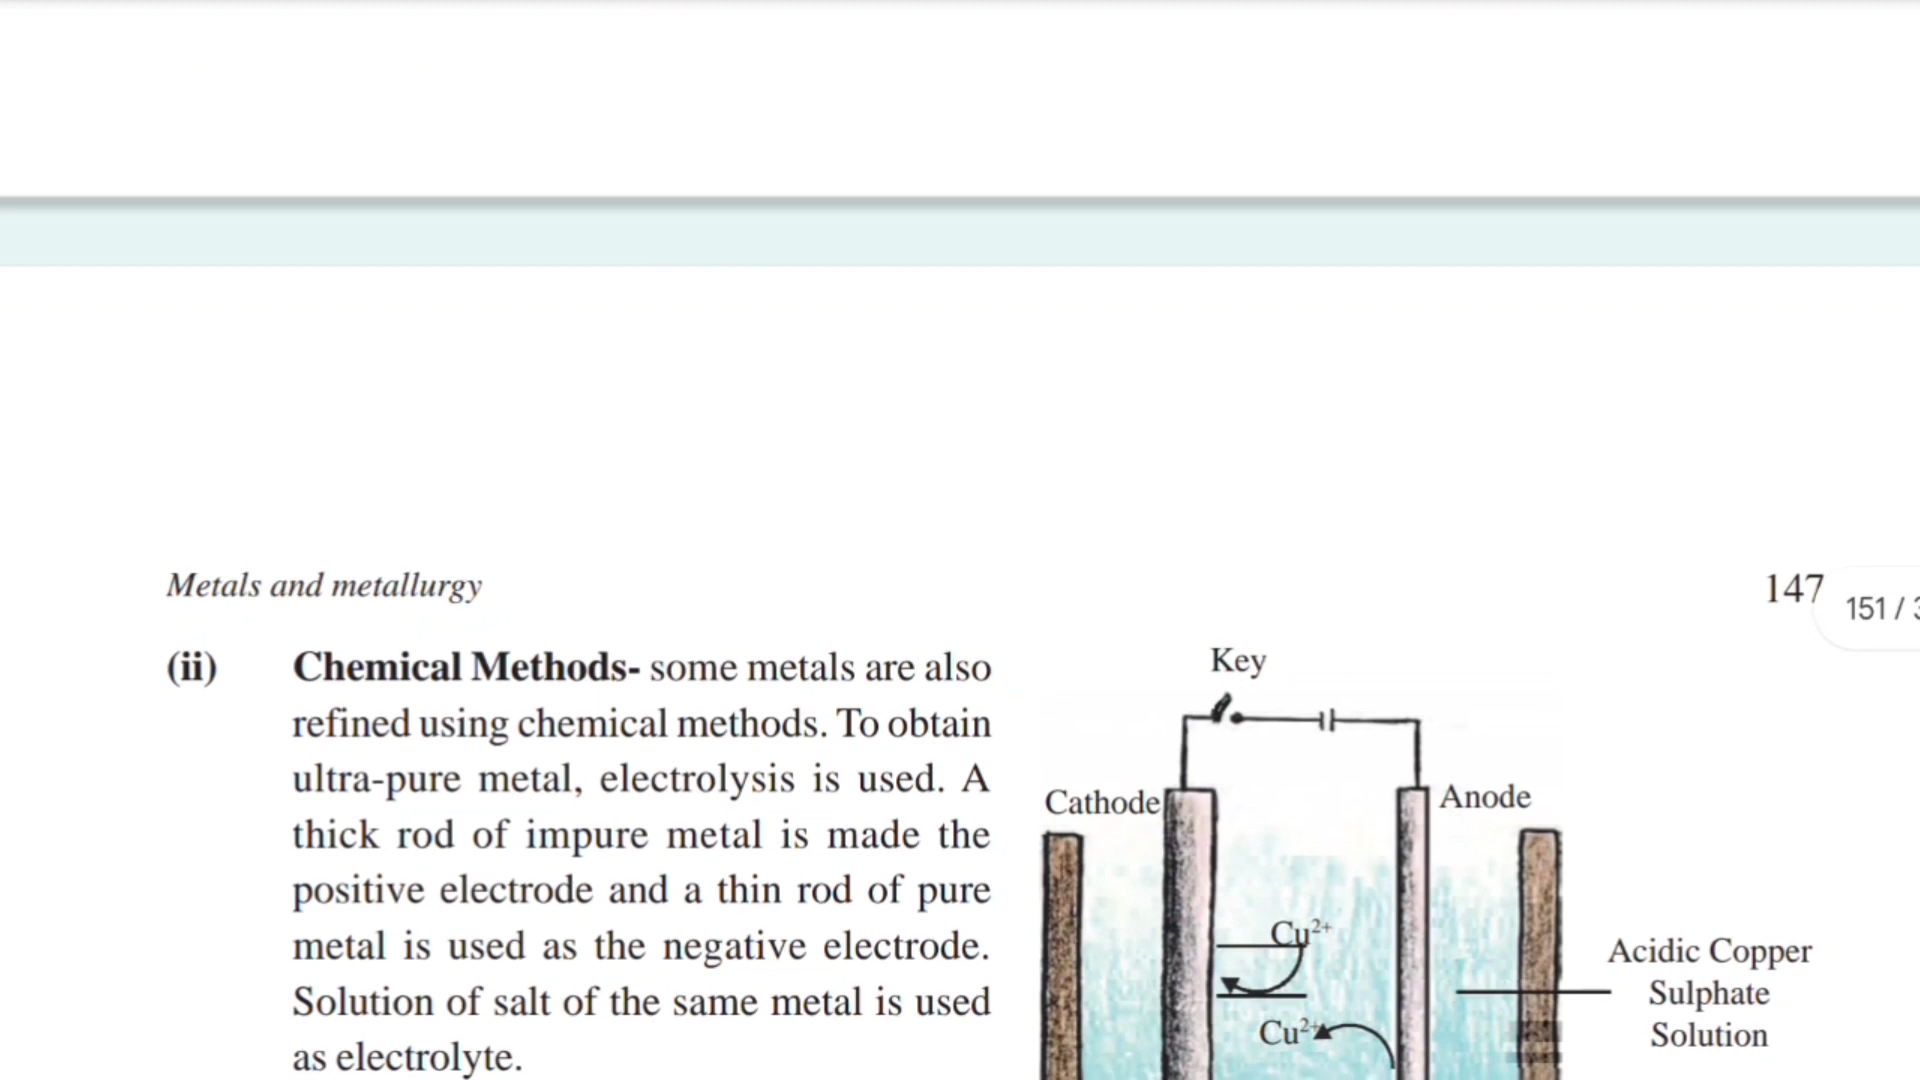 Metals and metallurgy
147
151 / 3
(ii) Chemical Methods- some metals are also
refined using chemical methods. To obtain
ultra-pure metal, electrolysis is used. A
thick rod of impure metal is made the
positive electrode and a thin rod of pure
metal is used as the negative electrode.
Solution of salt of the same metal is used
as electrolyte.
Key
Cathode
Anode
Cu²⁺
Cu²⁺
Acidic Copper
Sulphate
Solution